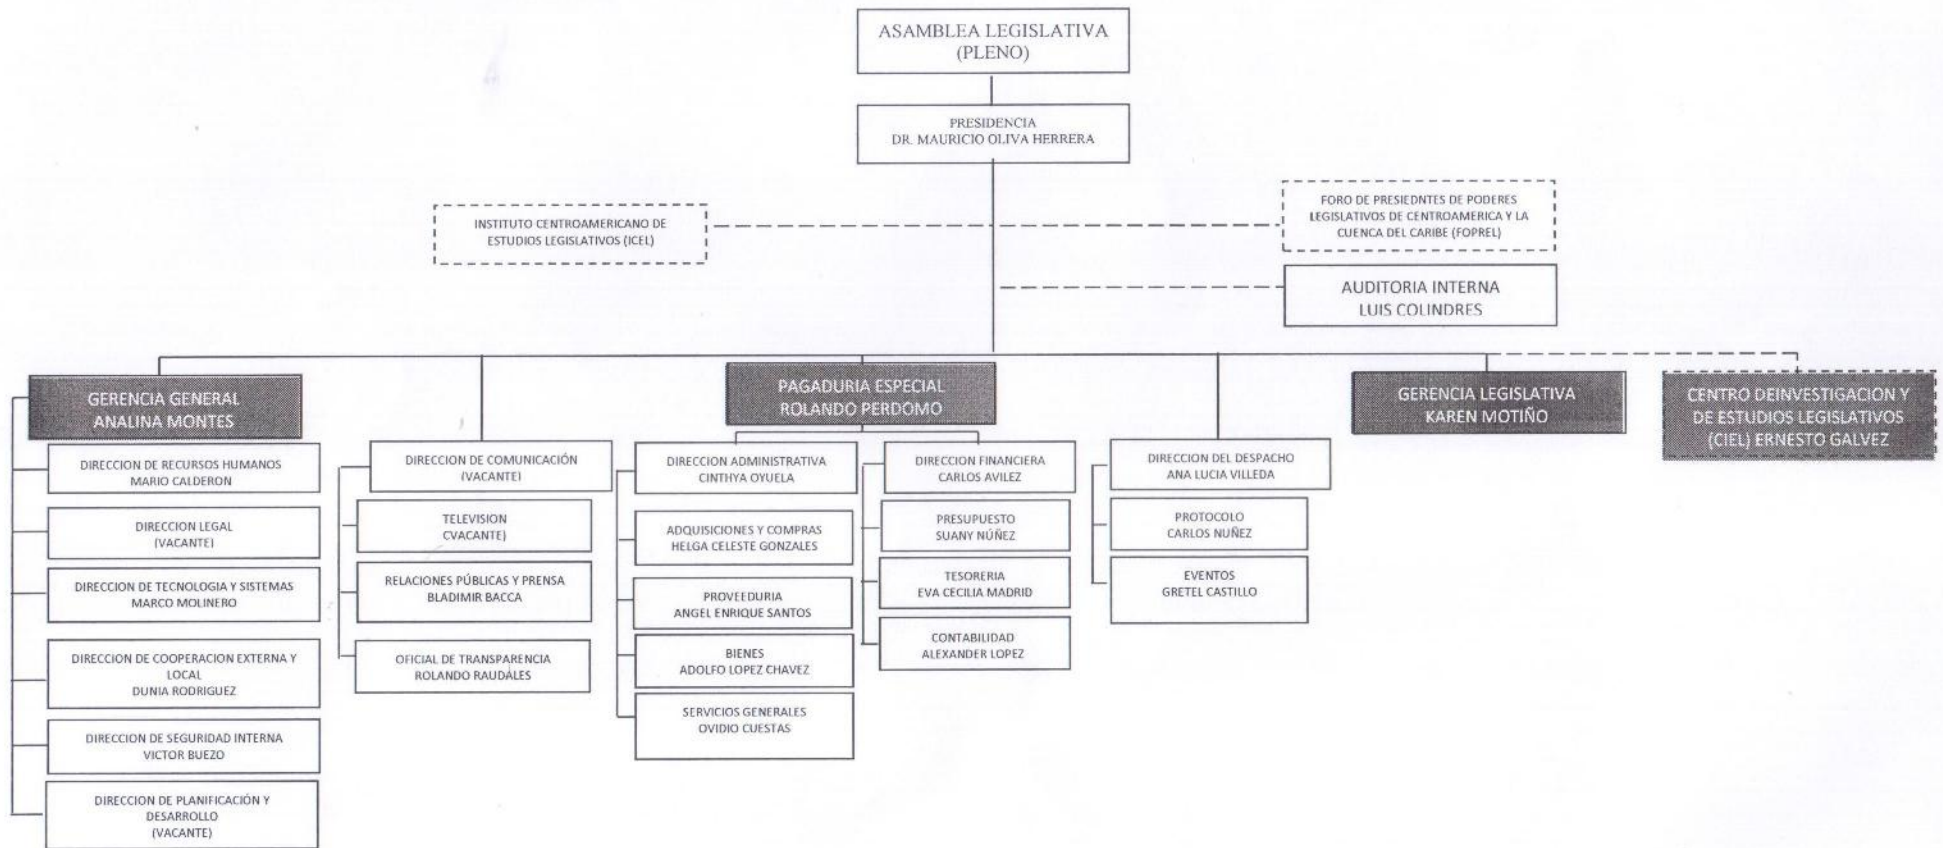 ASAMBLEA LEGISLATIVA
(PLENO)
PRESIDENCIA
DR. MAURICIO OLIVA HERRERA
INSTITUTO CENTROAMERICANO DE
ESTUDIOS LEGISLATIVOS (ICEL)
FORO DE PRESIEDNTES DE PODERES
LEGISLATIVOS DE CENTROAMERICA Y LA
CUENCA DEL CARIBE (FOPREL)
AUDITORIA INTERNA
LUIS COLINDRES
GERENCIA GENERAL
ANALINA MONTES
DIRECCION DE RECURSOS HUMANOS
MARIO CALDERON
DIRECCION LEGAL
(VACANTE)
DIRECCION DE TECNOLOGIA Y SISTEMAS
MARCO MOLINERO
DIRECCION DE COOPERACION EXTERNA Y
LOCAL
DUNIA RODRIGUEZ
DIRECCION DE SEGURIDAD INTERNA
VICTOR BUEZO
DIRECCION DE PLANIFICACIÓN Y
DESARROLLO
(VACANTE)
DIRECCION DE COMUNICACIÓN
(VACANTE)
TELEVISION
CVACANTE)
RELACIONES PÚBLICAS Y PRENSA
BLADIMIR BACCA
OFICIAL DE TRANSPARENCIA
ROLANDO RAUDALES
PAGADURIA ESPECIAL
ROLANDO PERDOMO
DIRECCION ADMINISTRATIVA
CINTHYA OYUELA
ADQUISICIONES Y COMPRAS
HELGA CELESTE GONZALES
PROVEEDURIA
ANGEL ENRIQUE SANTOS
BIENES
ADOLFO LOPEZ CHAVEZ
SERVICIOS GENERALES
OVIDIO CUESTAS
DIRECCION FINANCIERA
CARLOS AVILEZ
PRESUPUESTO
SUANY NÚÑEZ
TESORERIA
EVA CECILIA MADRID
CONTABILIDAD
ALEXANDER LOPEZ
DIRECCION DEL DESPACHO
ANA LUCIA VILLEDA
PROTOCOLO
CARLOS NUÑEZ
EVENTOS
GRETEL CASTILLO
GERENCIA LEGISLATIVA
KAREN MOTIÑO
CENTRO DEINVESTIGACION Y
DE ESTUDIOS LEGISLATIVOS
(CIEL) ERNESTO GALVEZ